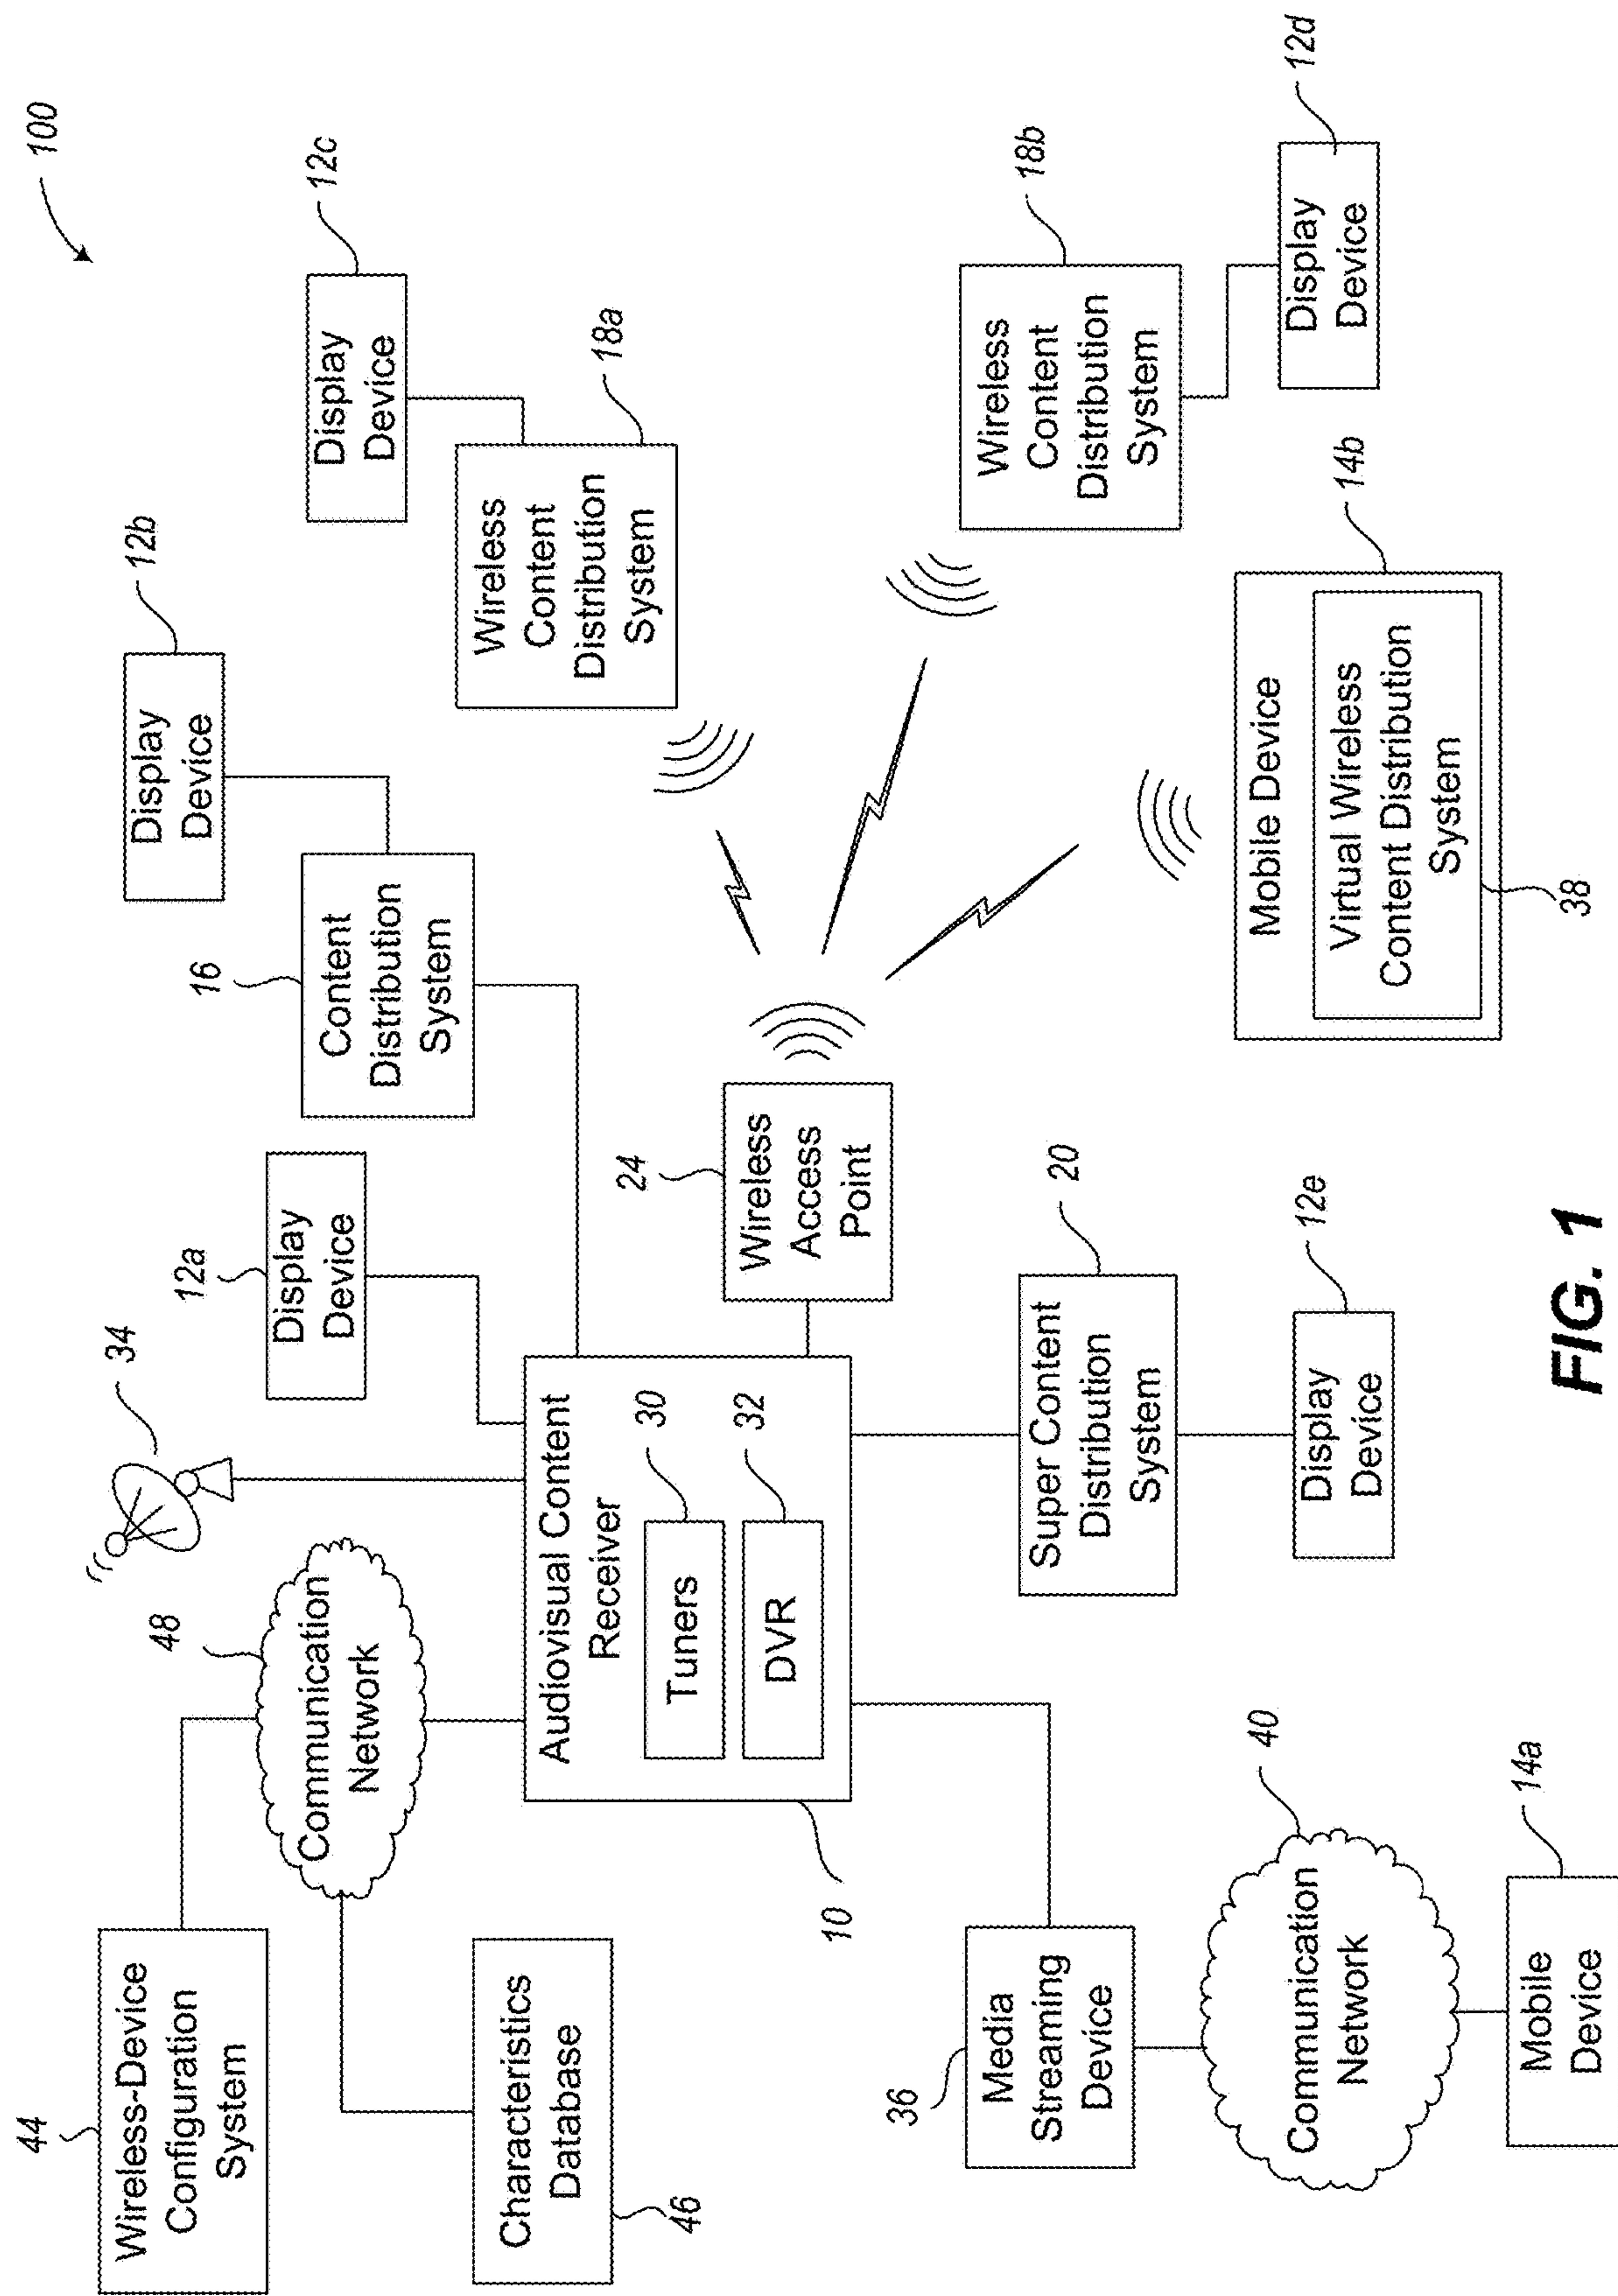 100
44
Wireless-Device
Configuration
System
Characteristics
Database
46
48
Communication
Network
34
12a
Display
Device
12b
Display
Device
16
Content
Distribution
System
12c
Display
Device
18a
Wireless
Content
Distribution
System
Audiovisual Content
Receiver
30
Tuners
32
DVR
10
24
Wireless
Access
Point
18b
Wireless
Content
Distribution
System
12d
Display
Device
36
Media
Streaming
Device
20
Super Content
Distribution
System
12e
Display
Device
14b
Mobile Device
Virtual Wireless
Content Distribution
System
38
40
Communication
Network
14a
Mobile
Device
FIG. 1